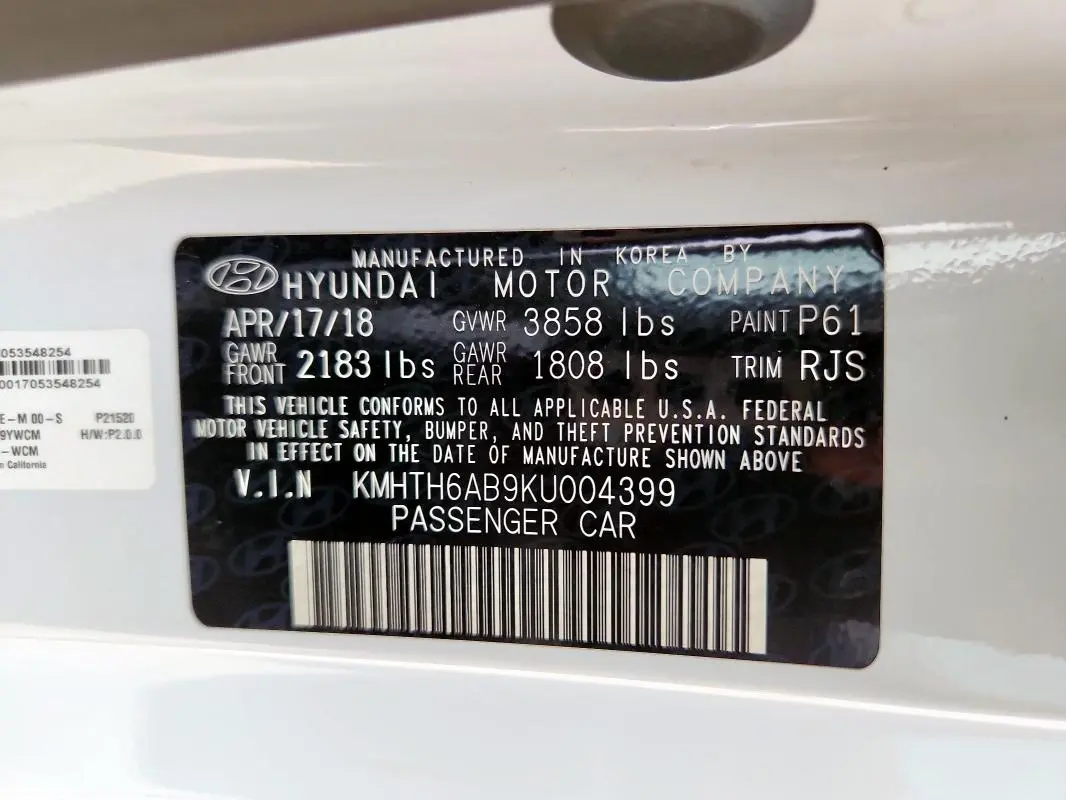 MANUFACTURED IN KOREA BY
HYUNDAI MOTOR COMPANY
APR/17/18 GVWR 3858 lbs PAINT P61
GAWR FRONT 2183 lbs GAWR REAR 1808 lbs TRIM RJS
THIS VEHICLE CONFORMS TO ALL APPLICABLE U.S.A. FEDERAL
MOTOR VEHICLE SAFETY, BUMPER, AND THEFT PREVENTION STANDARDS
IN EFFECT ON THE DATE OF MANUFACTURE SHOWN ABOVE
V.I.N KMHTH6AB9KU004399
PASSENGER CAR
053548254
0017053548254
E-M 00-S P21520
9YWCM H/W:P2.0.0
-WCM
California